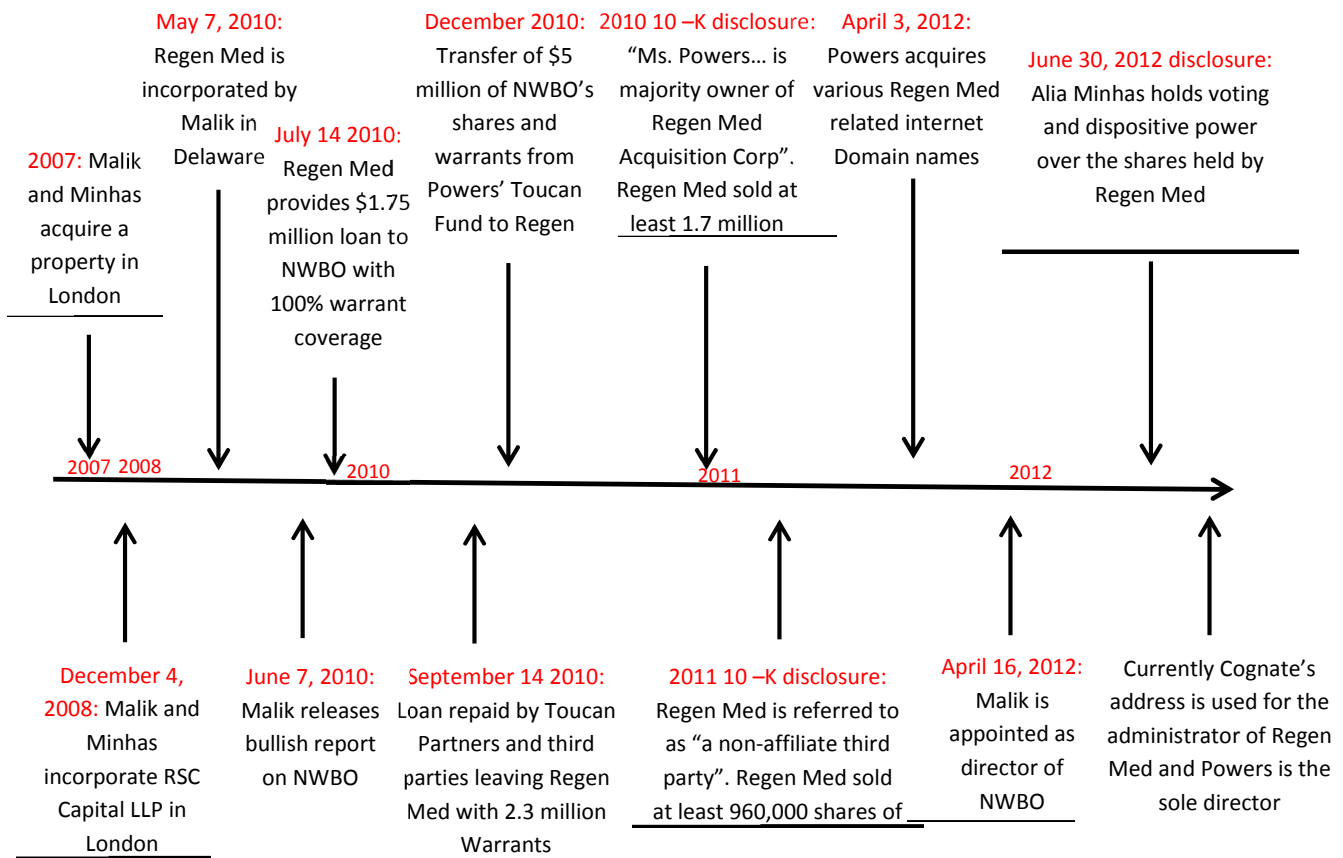 May 7, 2010:
Regen Med is
incorporated by
Malik in
Delaware
December 2010:
Transfer of $5
million of NWBO's
shares and
warrants from
Powers' Toucan
Fund to Regen
2010 10 –K disclosure:
"Ms. Powers... is
majority owner of
Regen Med
Acquisition Corp".
Regen Med sold at
least 1.7 million
April 3, 2012:
Powers acquires
various Regen Med
related internet
Domain names
June 30, 2012 disclosure:
Alia Minhas holds voting
and dispositive power
over the shares held by
Regen Med
2007: Malik
and Minhas
acquire a
property in
London
July 14 2010:
Regen Med
provides $1.75
million loan to
NWBO with
100% warrant
coverage
2007 2008
2010
2011
2012
December 4,
2008: Malik and
Minhas
incorporate RSC
Capital LLP in
London
June 7, 2010:
Malik releases
bullish report
on NWBO
September 14 2010:
Loan repaid by Toucan
Partners and third
parties leaving Regen
Med with 2.3 million
Warrants
2011 10 –K disclosure:
Regen Med is referred to
as "a non-affiliate third
party". Regen Med sold
at least 960,000 shares of
April 16, 2012:
Malik is
appointed as
director of
NWBO
Currently Cognate's
address is used for the
administrator of Regen
Med and Powers is the
sole director